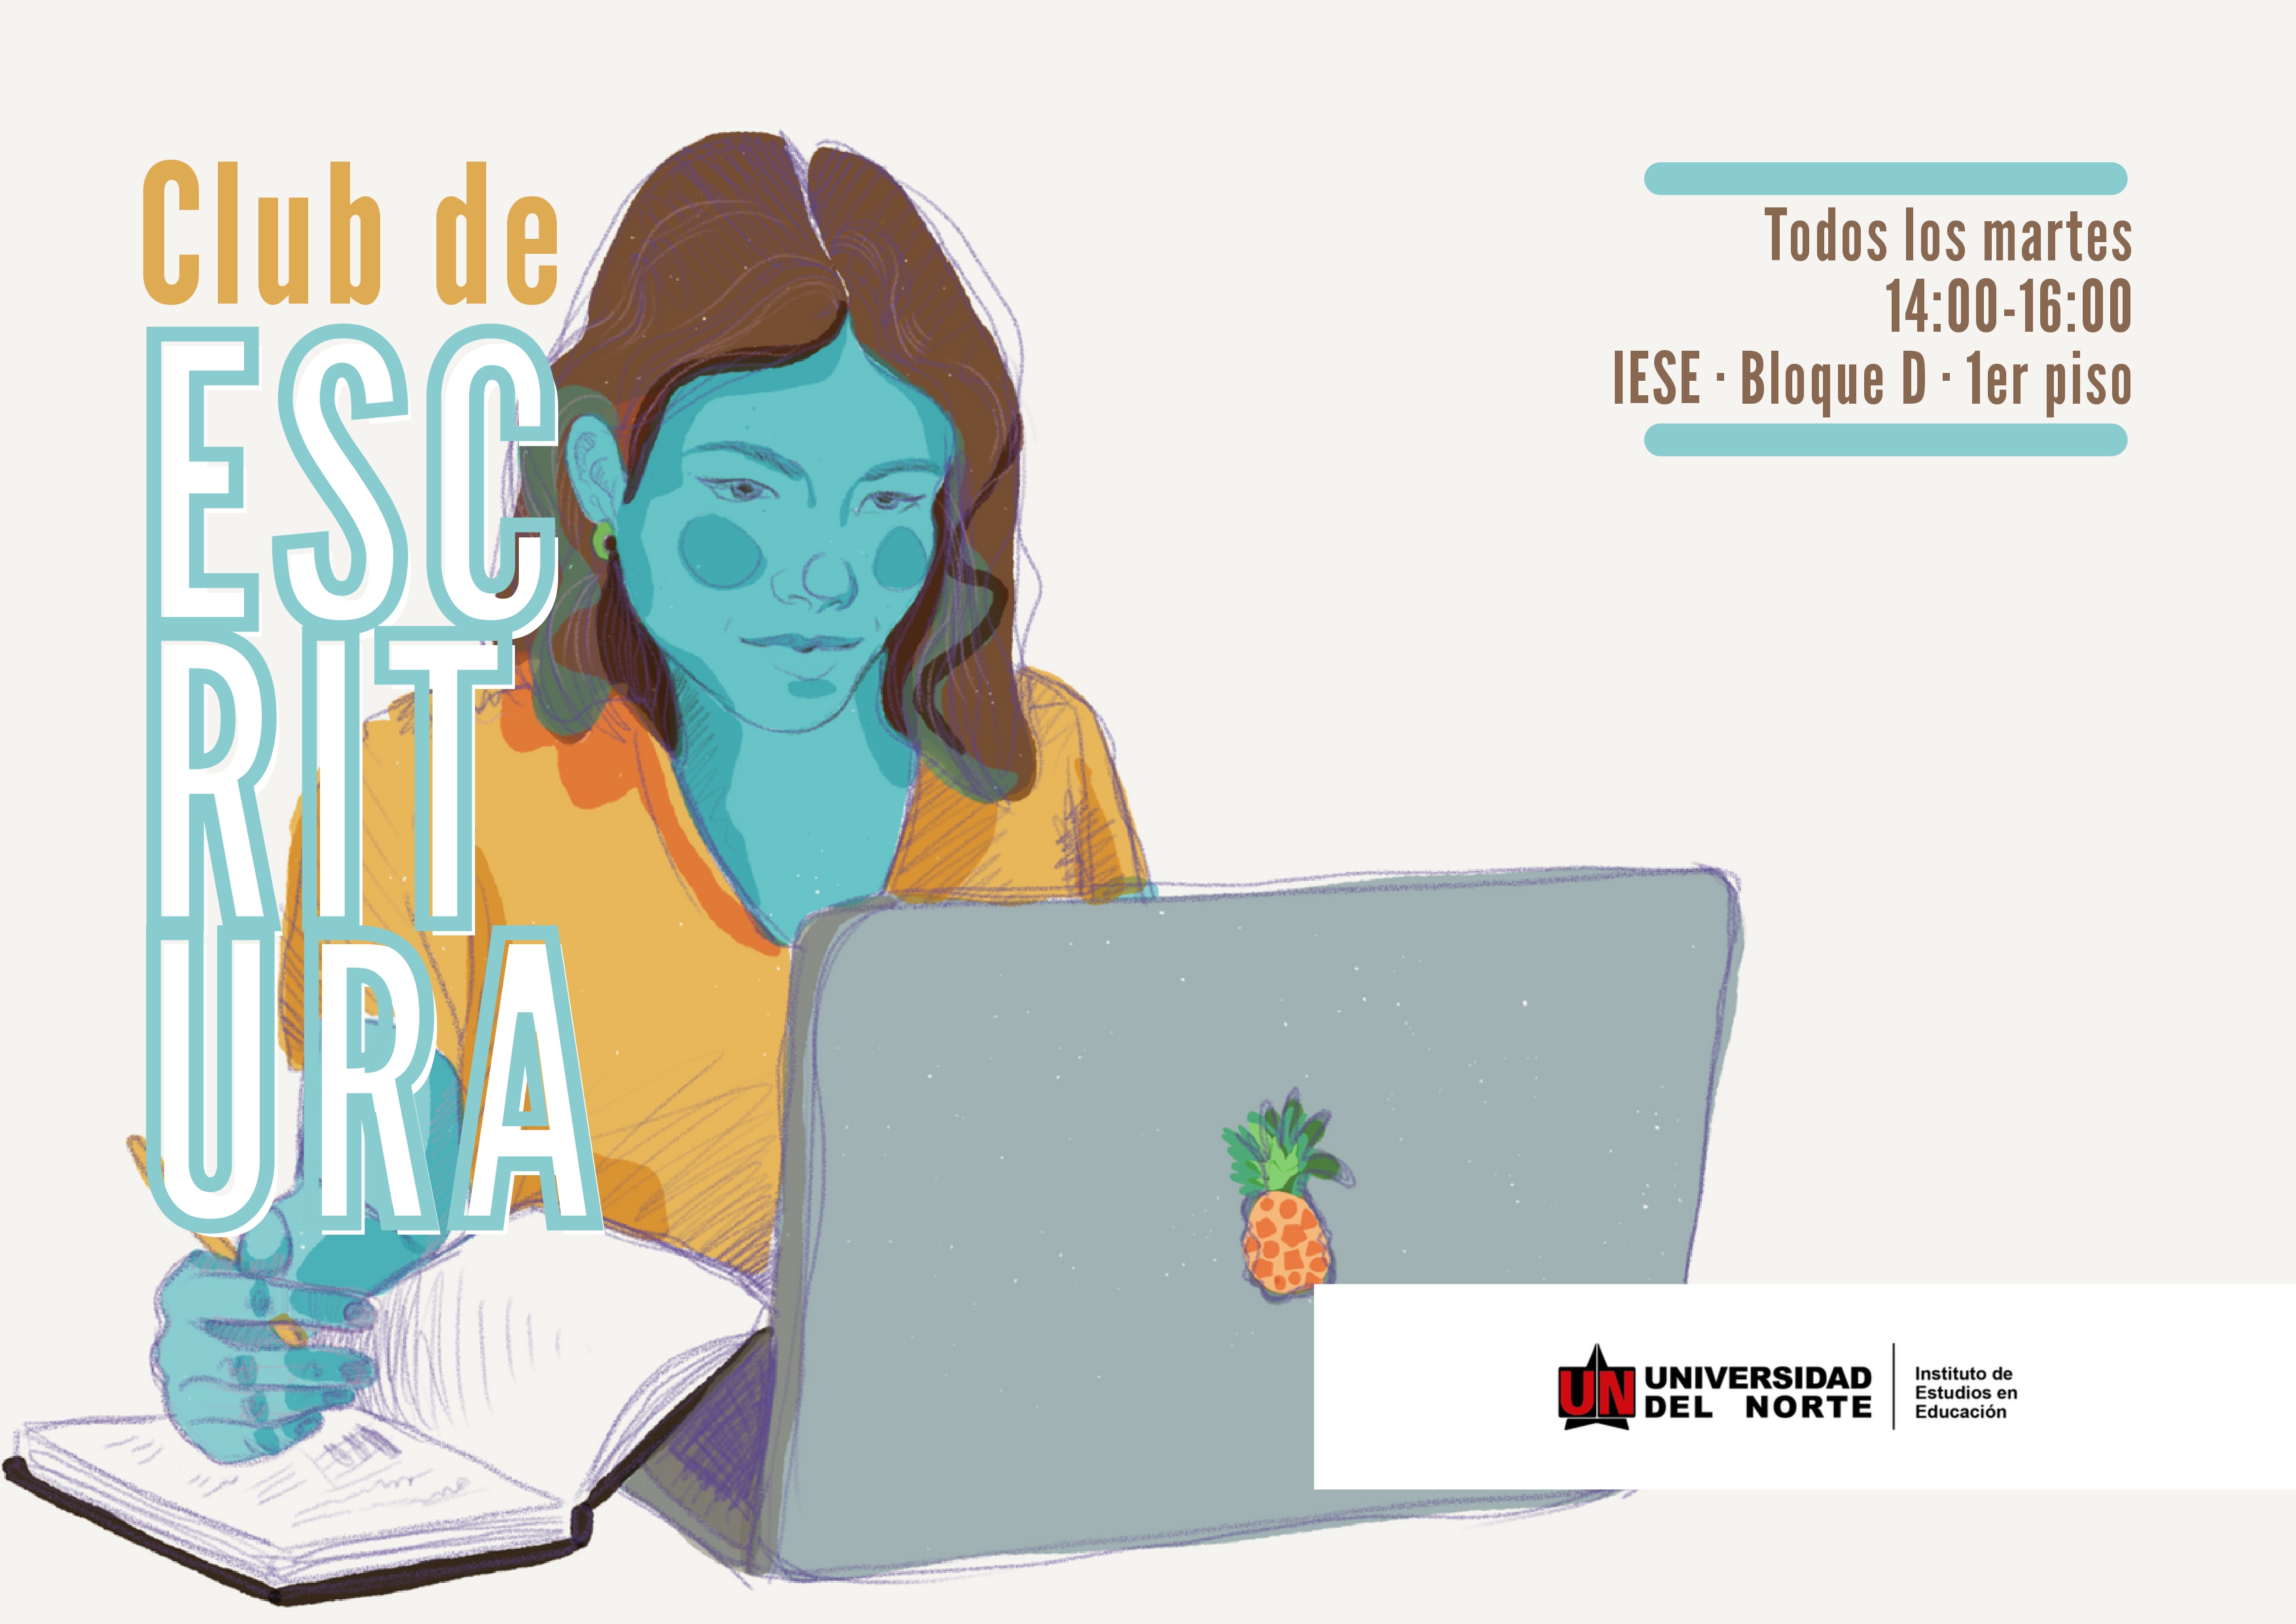 Club de
ESC
RIT
URA
Todos los martes
14:00-16:00
IESE · Bloque D · 1er piso
UN
UNIVERSIDAD
DEL NORTE
Instituto de
Estudios en
Educación